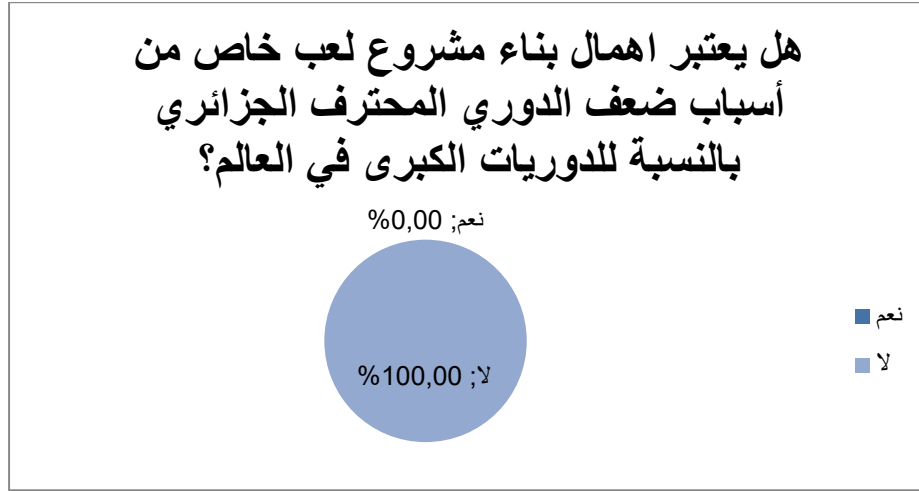 هل يعتبر اهمال بناء مشروع لعب خاص من
أسباب ضعف الدوري المحترف الجزائري
بالنسبة للدوريات الكبرى في العالم؟
نعم; 0,00%
لا; 100,00%
نعم
لا